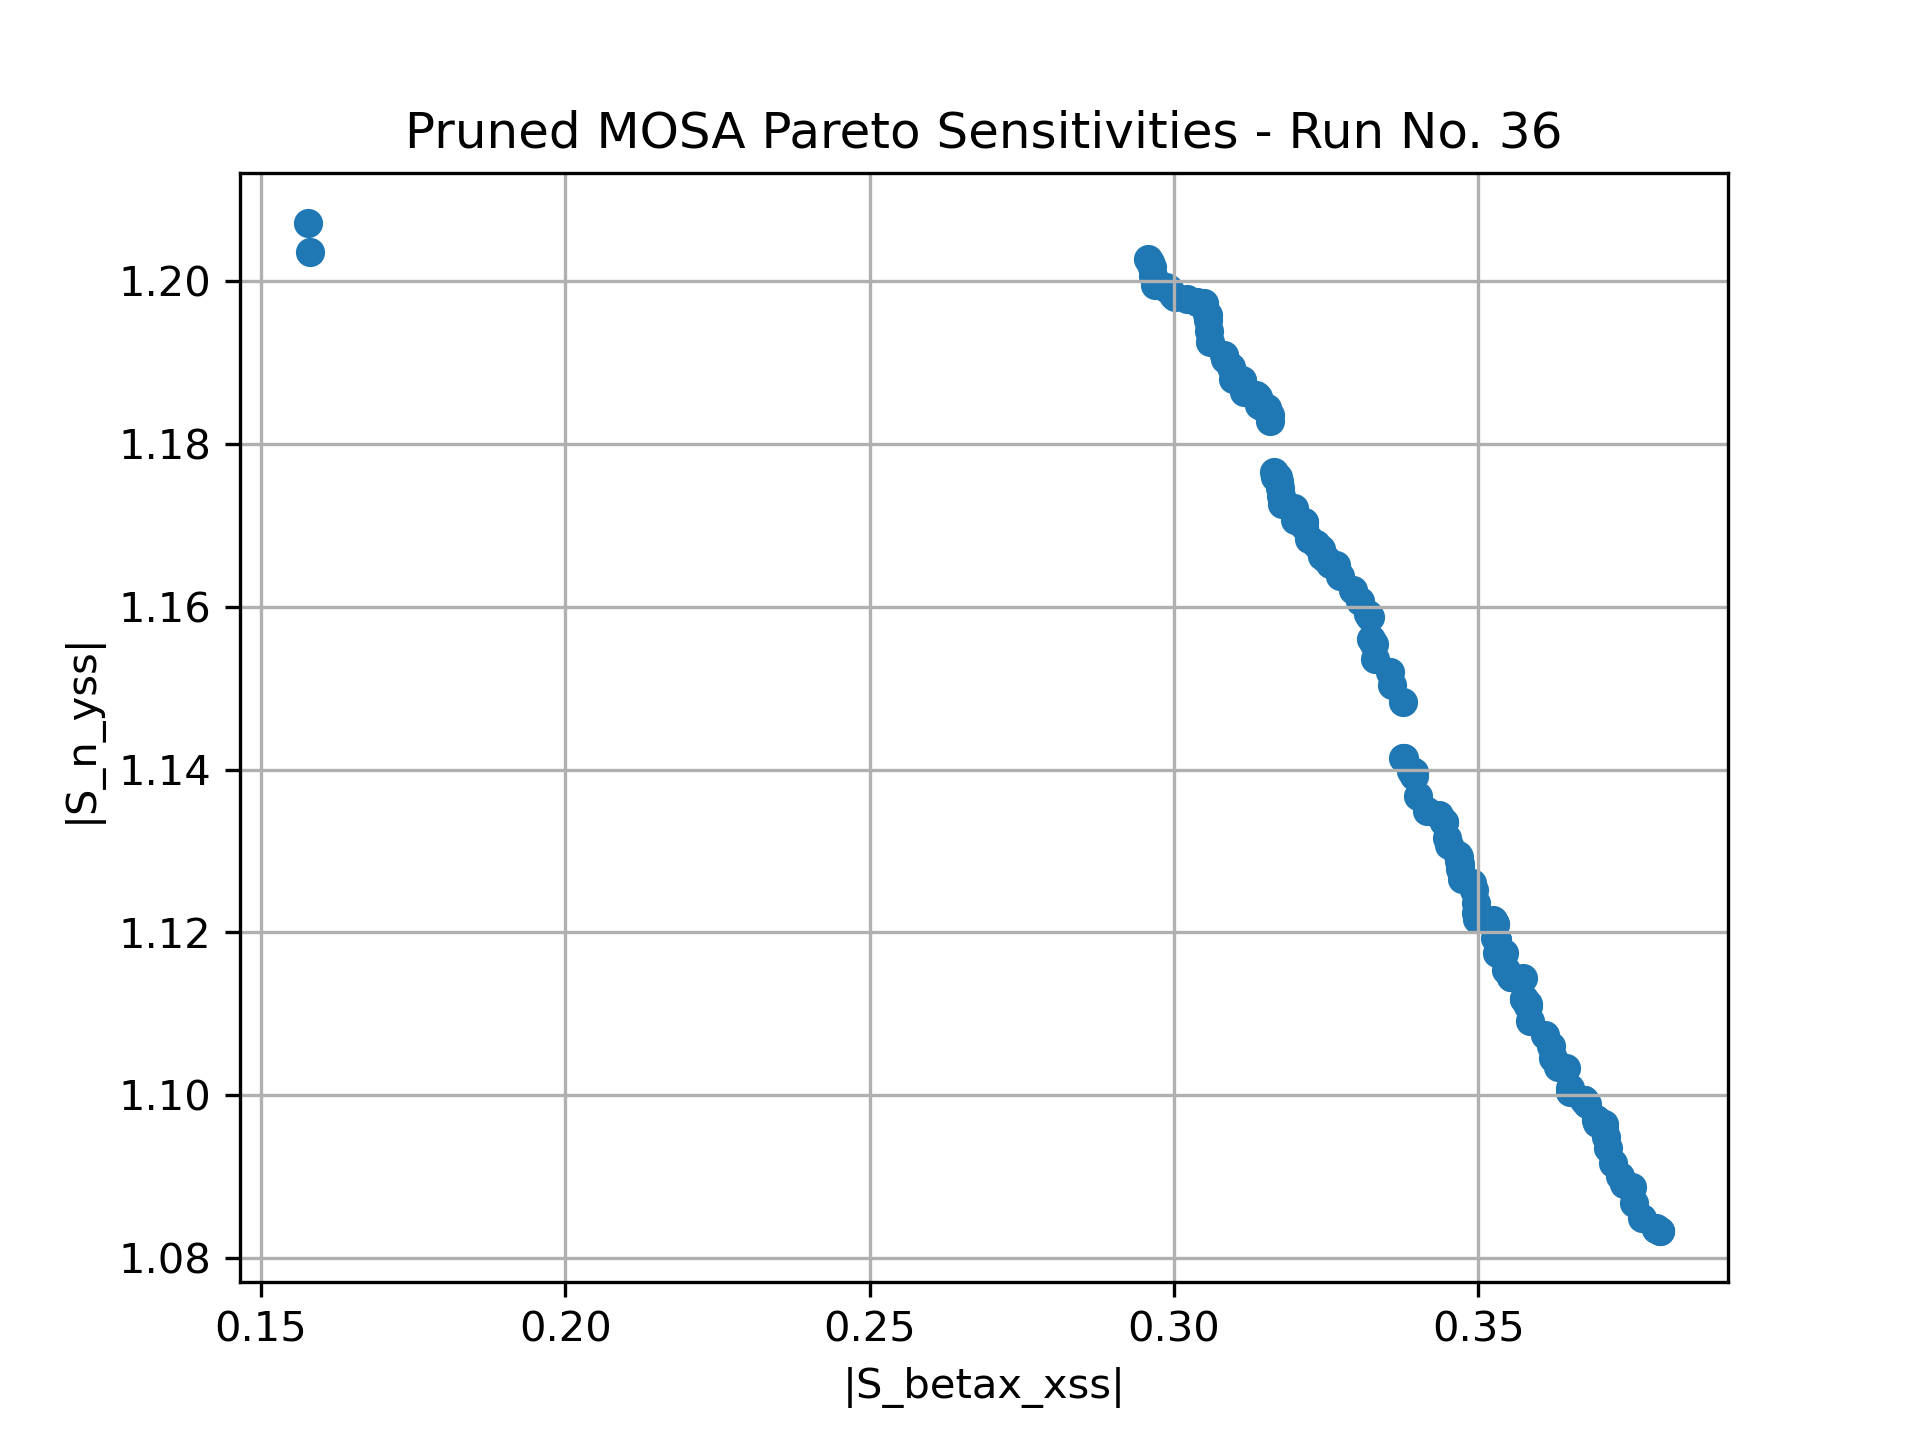 Pruned MOSA Pareto Sensitivities - Run No. 36
|S_n_yss|
1.20
1.18
1.16
1.14
1.12
1.10
1.08
0.15 0.20 0.25 0.30 0.35
|S_betax_xss|